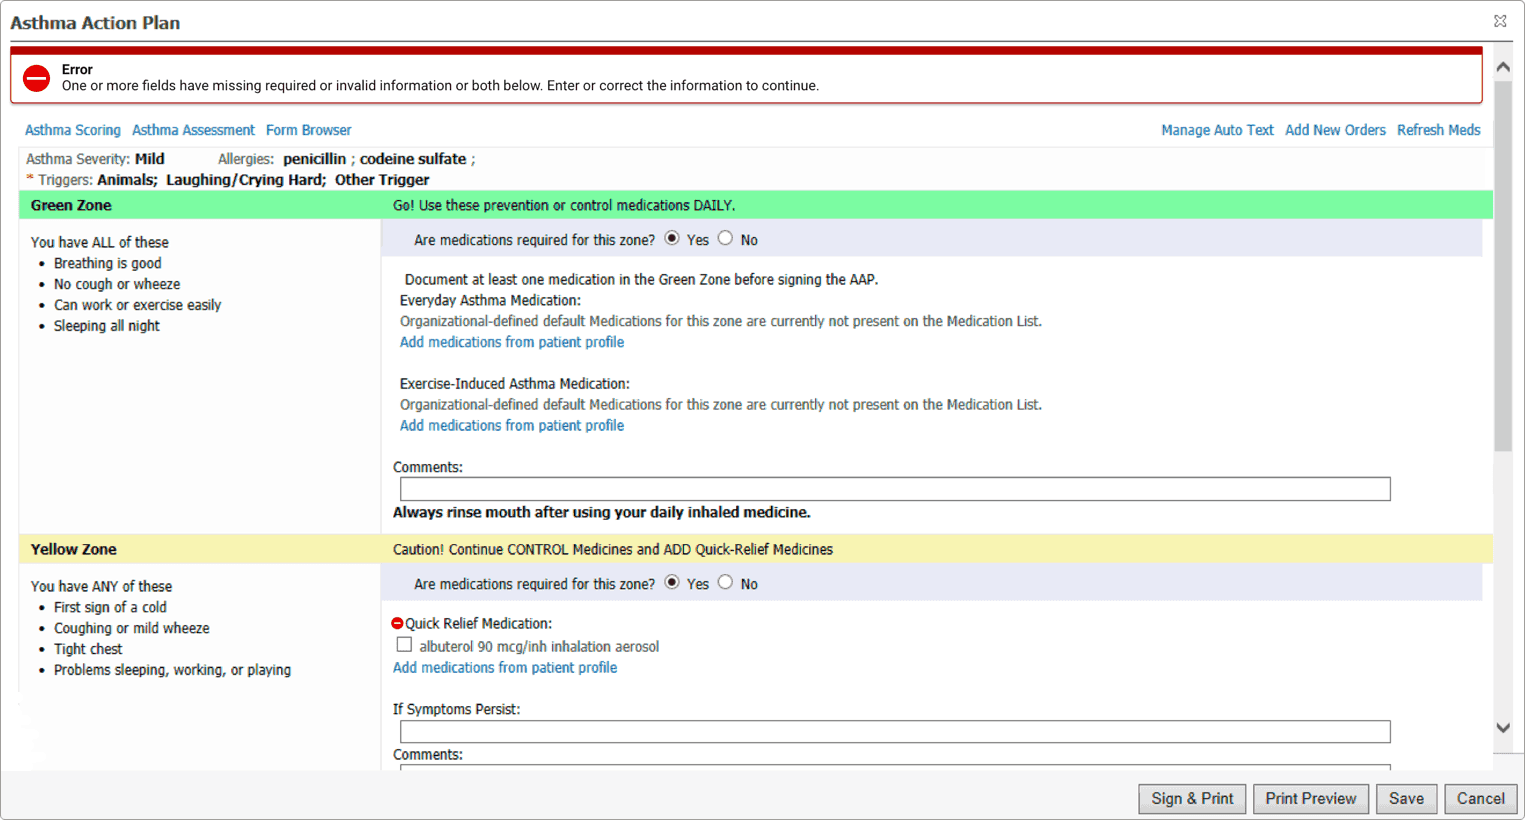 Asthma Action Plan
Error
One or more fields have missing required or invalid information or both below. Enter or correct the information to continue.
Asthma Scoring Asthma Assessment Form Browser Manage Auto Text Add New Orders Refresh Meds
Asthma Severity: Mild Allergies: penicillin ; codeine sulfate ;
* Triggers: Animals; Laughing/Crying Hard; Other Trigger
Green Zone Go! Use these prevention or control medications DAILY.
Are medications required for this zone? Yes No
You have ALL of these
• Breathing is good
• No cough or wheeze
• Can work or exercise easily
• Sleeping all night
Document at least one medication in the Green Zone before signing the AAP.
Everyday Asthma Medication:
Organizational-defined default Medications for this zone are currently not present on the Medication List.
Add medications from patient profile
Exercise-Induced Asthma Medication:
Organizational-defined default Medications for this zone are currently not present on the Medication List.
Add medications from patient profile
Comments:
Always rinse mouth after using your daily inhaled medicine.
Yellow Zone Caution! Continue CONTROL Medicines and ADD Quick-Relief Medicines
Are medications required for this zone? Yes No
You have ANY of these
• First sign of a cold
• Coughing or mild wheeze
• Tight chest
• Problems sleeping, working, or playing
Quick Relief Medication:
albuterol 90 mcg/inh inhalation aerosol
Add medications from patient profile
If Symptoms Persist:
Comments:
Sign & Print Print Preview Save Cancel